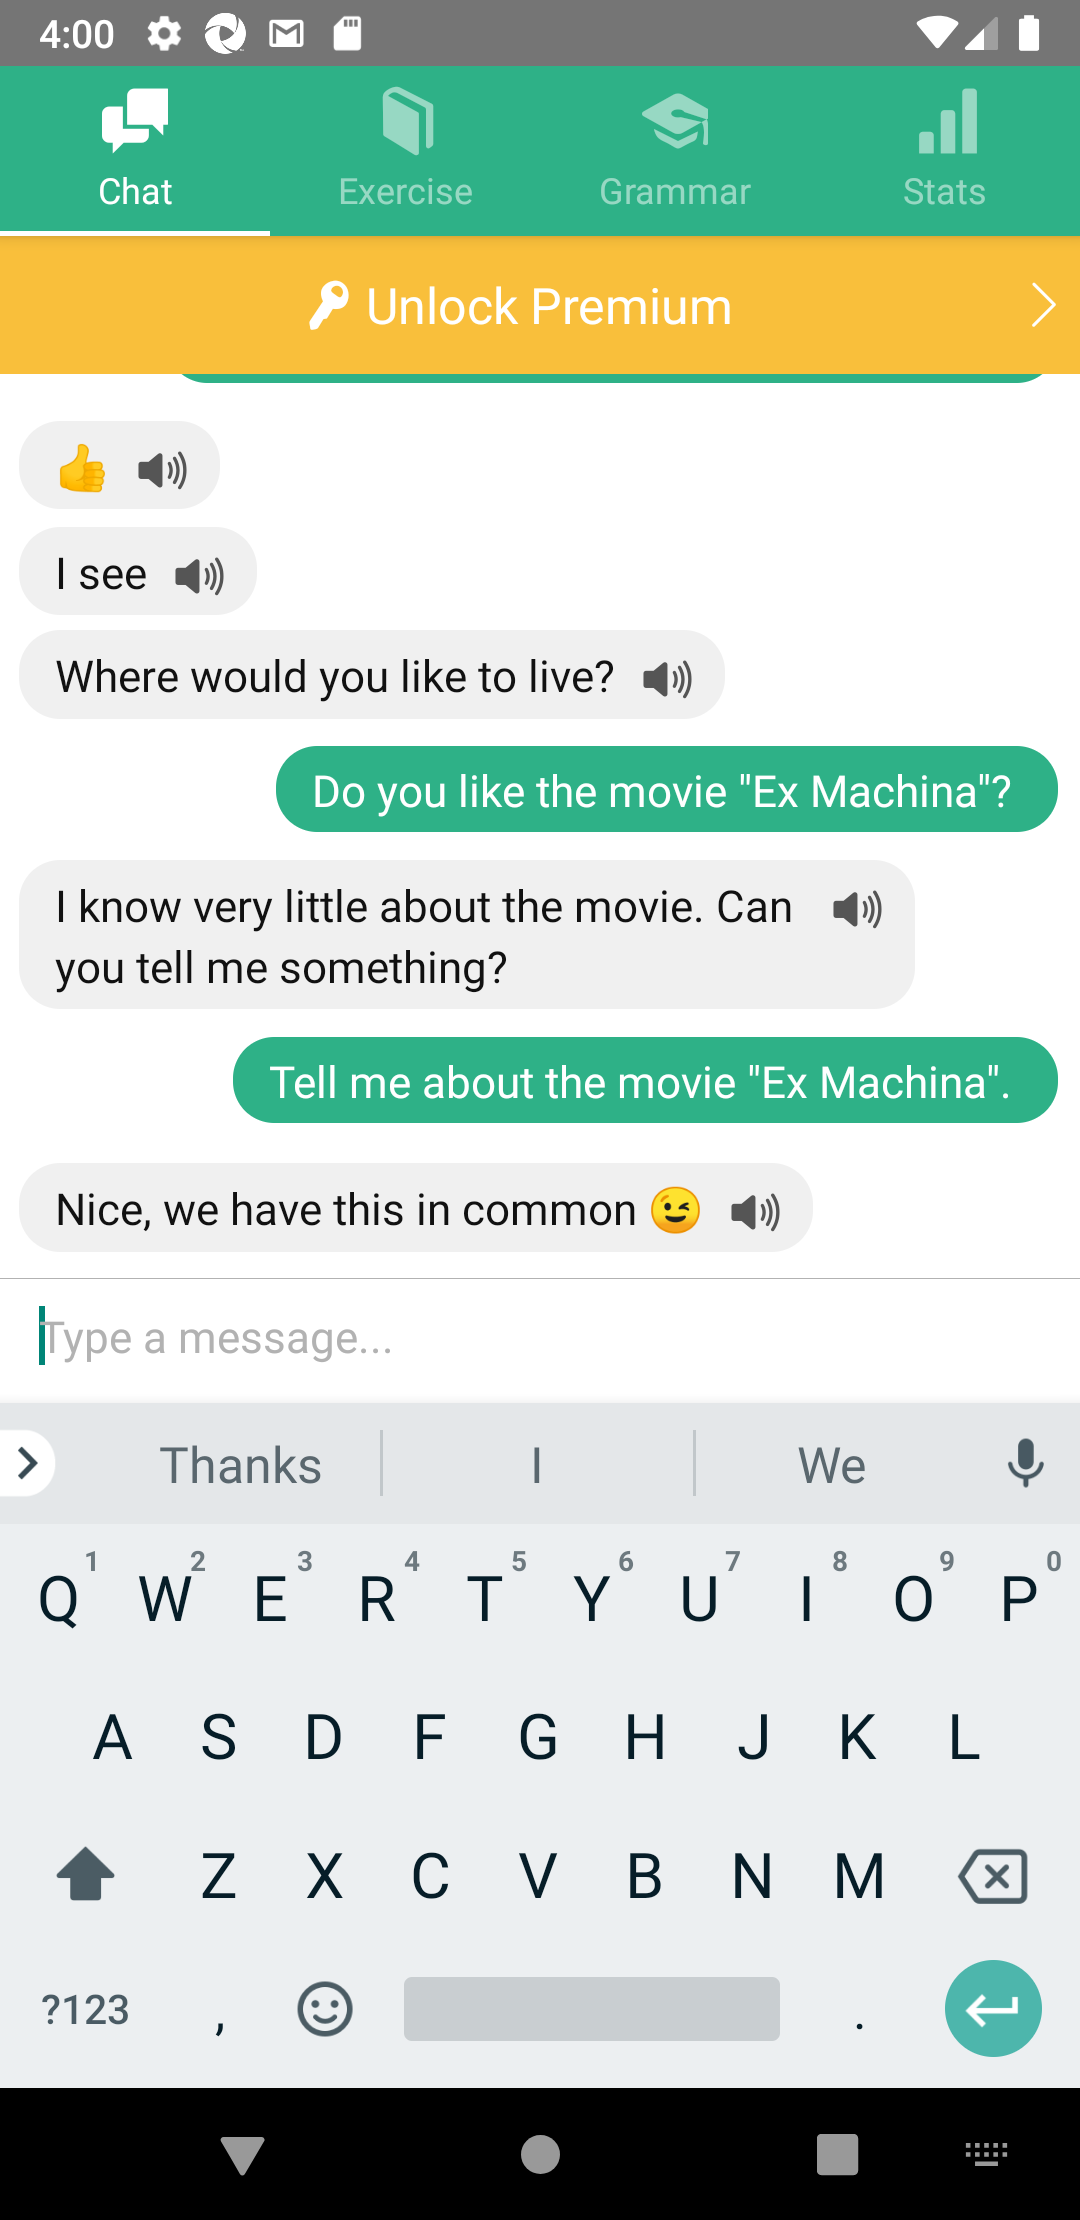 4:00
Chat
Exercise
Grammar
Stats
Unlock Premium
👍
I see
Where would you like to live?
Do you like the movie "Ex Machina"?
I know very little about the movie. Can
you tell me something?
Tell me about the movie "Ex Machina".
Nice, we have this in common 😉
Type a message...
Thanks
I
We
Q 1 W 2 E 3 R 4 T 5 Y 6 U 7 I 8 O 9 P 0
A S D F G H J K L
Z X C V B N M
?123 , .